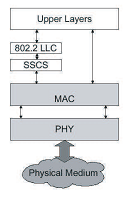 Upper Layers
802.2 LLC
SSCS
MAC
PHY
Physical Medium